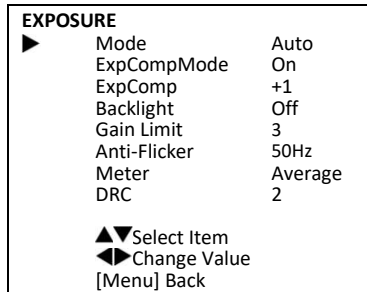 EXPOSURE
▶ Mode Auto
ExpCompMode On
ExpComp +1
Backlight Off
Gain Limit 3
Anti-Flicker 50Hz
Meter Average
DRC 2
▲▼Select Item
◀▶Change Value
[Menu] Back